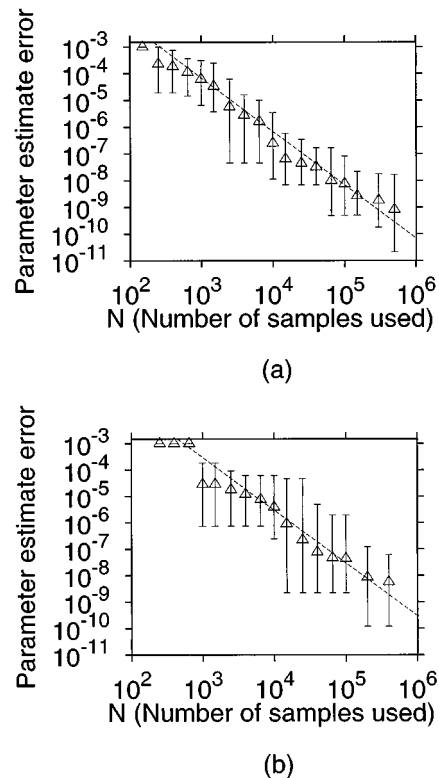 Parameter estimate error
10^-3
10^-4
10^-5
10^-6
10^-7
10^-8
10^-9
10^-10
10^-11
10^2 10^3 10^4 10^5 10^6
N (Number of samples used)
(a)
Parameter estimate error
10^-3
10^-4
10^-5
10^-6
10^-7
10^-8
10^-9
10^-10
10^-11
10^2 10^3 10^4 10^5 10^6
N (Number of samples used)
(b)